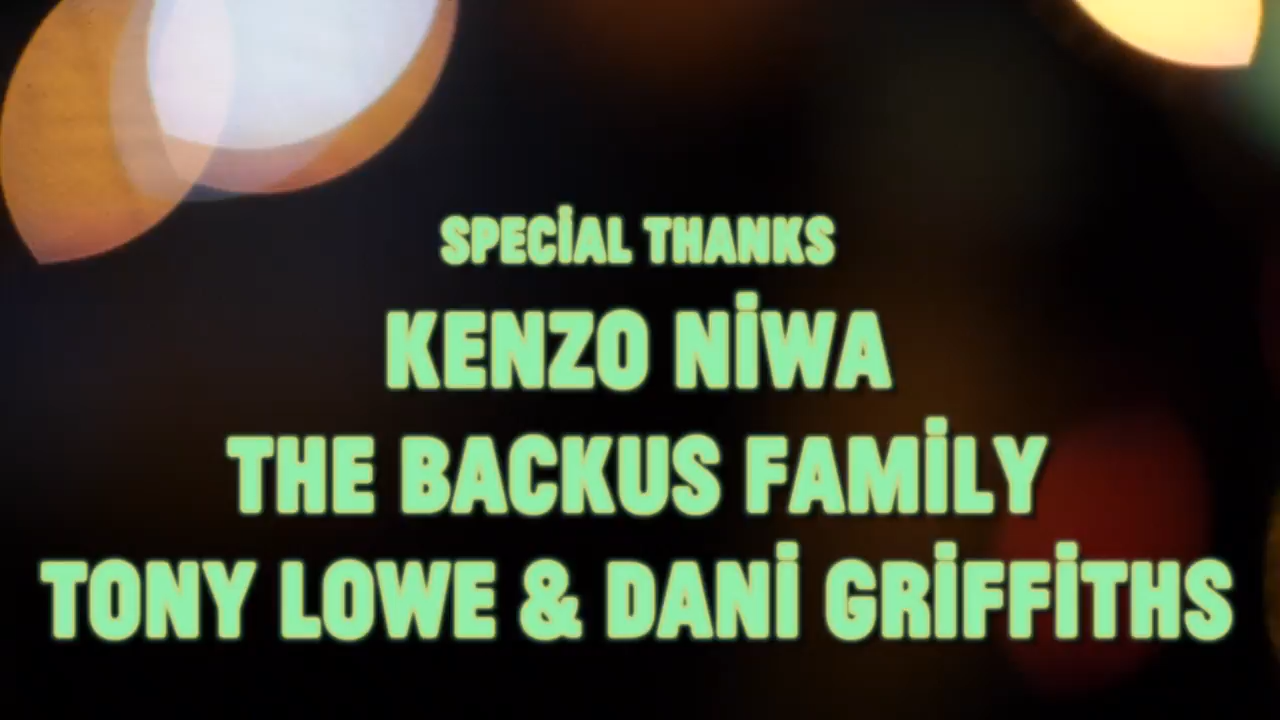 SPECİAL THANKS
KENZO NİWA
THE BACKUS FAMİLY
TONY LOWE & DANİ GRİFFİTHS